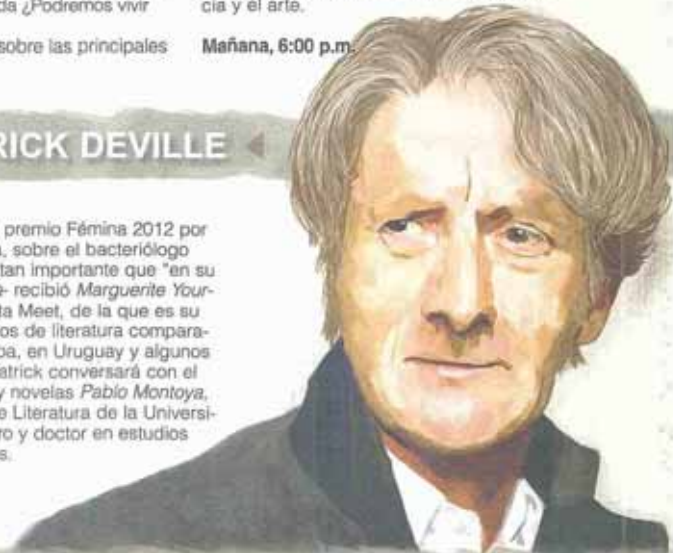 da ¿Podremos vivir
sobre las principales
cia y el arte.
Mañana, 6:00 p.m.
RICK DEVILLE
premio Fémina 2012 por
, sobre el bacteriólogo
tan importante que "en su
- recibió Marguerite Your-
ta Meet, de la que es su
os de literatura compara-
ba, en Uruguay y algunos
atrick conversará con el
y novelas Pablo Montoya,
e Literatura de la Universi-
ro y doctor en estudios
s.